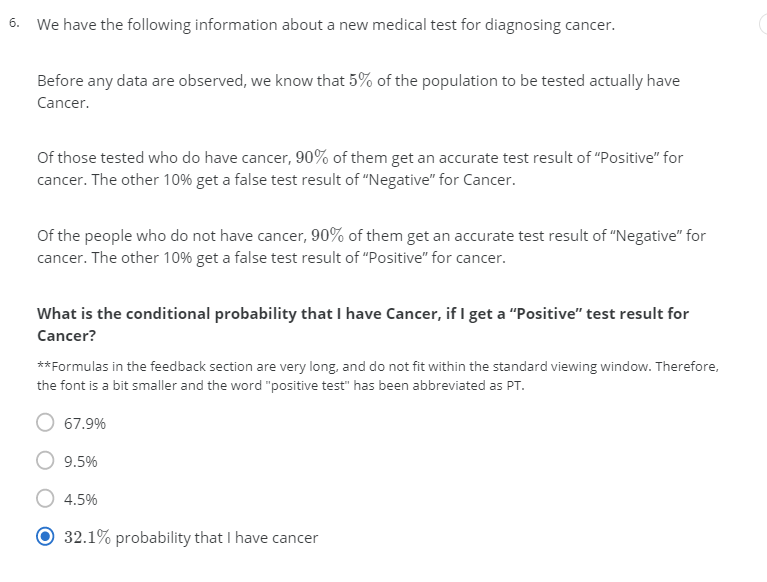 6. We have the following information about a new medical test for diagnosing cancer.
Before any data are observed, we know that 5% of the population to be tested actually have
Cancer.
Of those tested who do have cancer, 90% of them get an accurate test result of “Positive” for
cancer. The other 10% get a false test result of “Negative” for Cancer.
Of the people who do not have cancer, 90% of them get an accurate test result of “Negative” for
cancer. The other 10% get a false test result of “Positive” for cancer.
What is the conditional probability that I have Cancer, if I get a “Positive” test result for
Cancer?
**Formulas in the feedback section are very long, and do not fit within the standard viewing window. Therefore,
the font is a bit smaller and the word "positive test" has been abbreviated as PT.
67.9%
9.5%
4.5%
32.1% probability that I have cancer